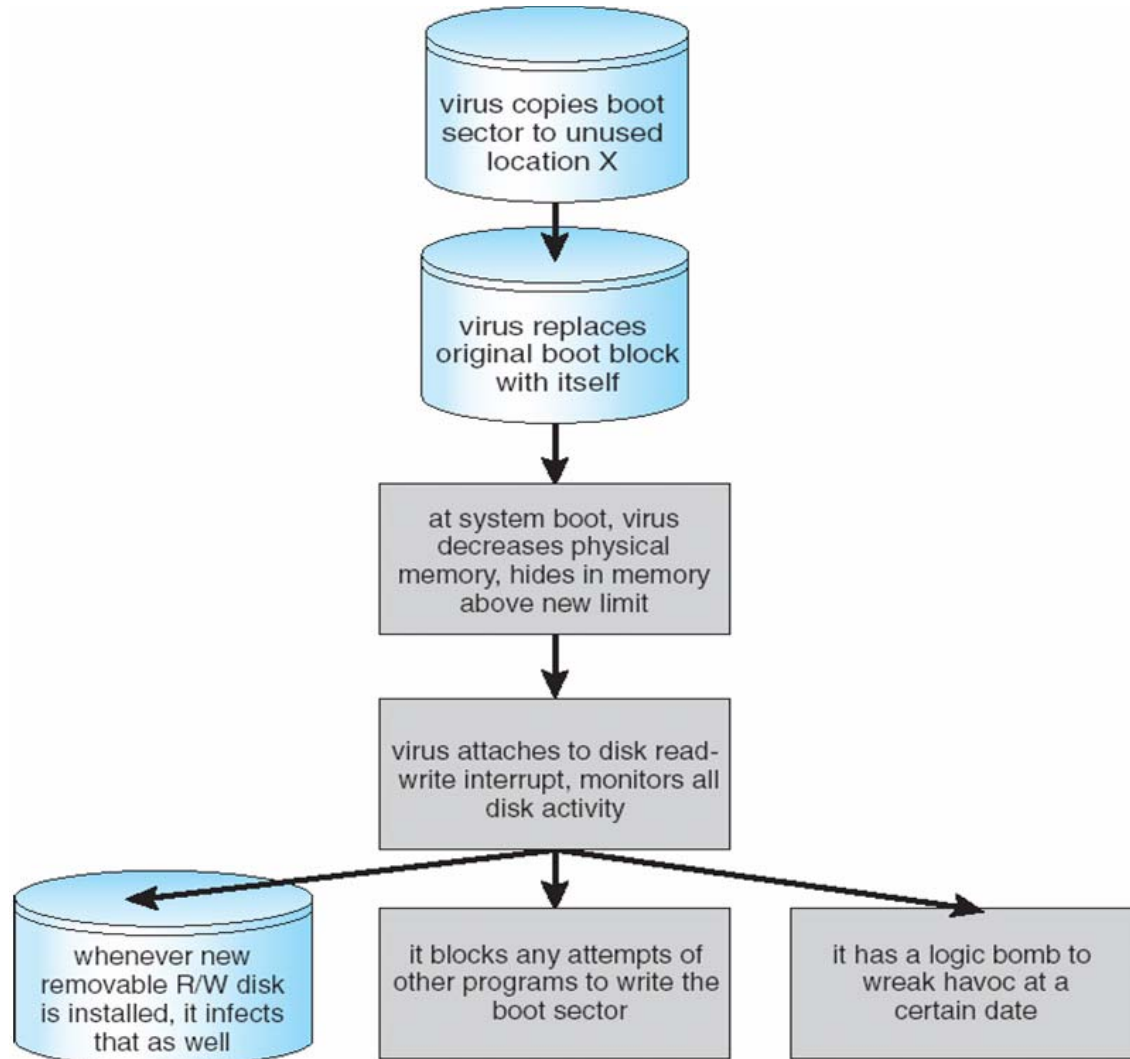 virus copies boot
sector to unused
location X
virus replaces
original boot block
with itself
at system boot, virus
decreases physical
memory, hides in memory
above new limit
virus attaches to disk read-
write interrupt, monitors all
disk activity
whenever new
removable R/W disk
is installed, it infects
that as well
it blocks any attempts of
other programs to write the
boot sector
it has a logic bomb to
wreak havoc at a
certain date